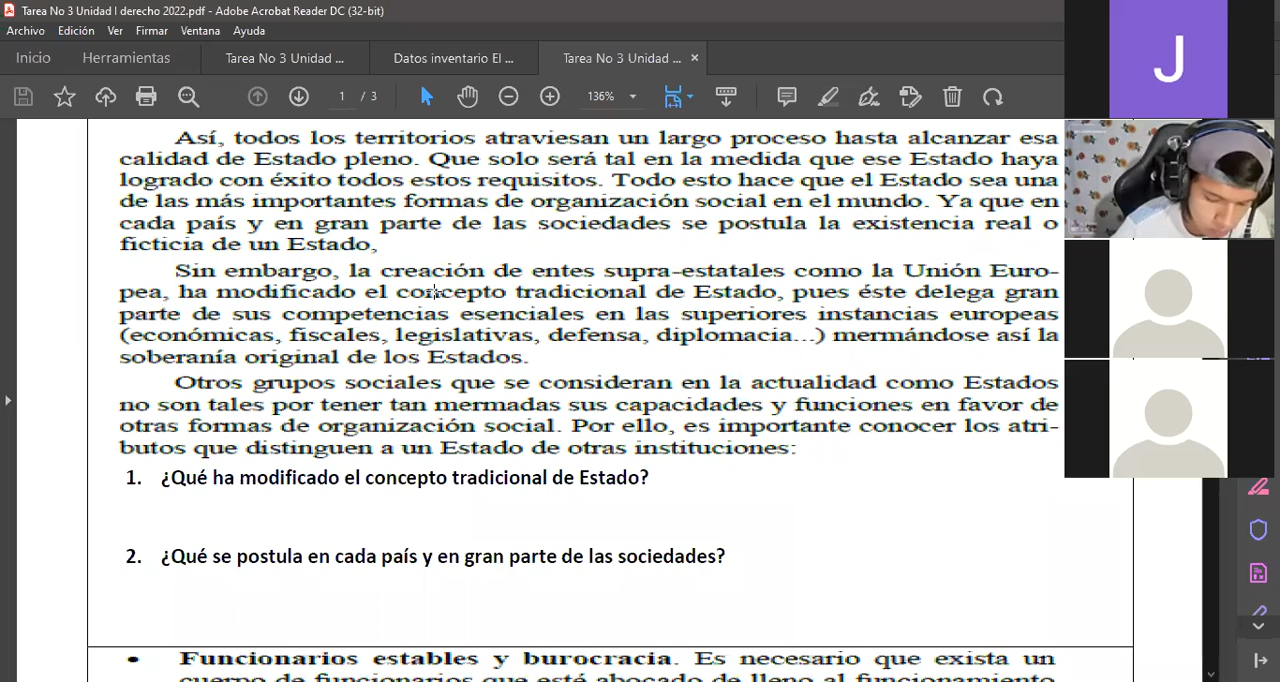 Tarea No 3 Unidad I derecho 2022.pdf - Adobe Acrobat Reader DC (32-bit)
Archivo Edición Ver Firmar Ventana Ayuda
Inicio Herramientas Tarea No 3 Unidad ... Datos inventario El ... Tarea No 3 Unidad ... ×
1 / 3 136%
J
Así, todos los territorios atraviesan un largo proceso hasta alcanzar esa
calidad de Estado pleno. Que solo será tal en la medida que ese Estado haya
logrado con éxito todos estos requisitos. Todo esto hace que el Estado sea una
de las más importantes formas de organización social en el mundo. Ya que en
cada país y en gran parte de las sociedades se postula la existencia real o
ficticia de un Estado,
Sin embargo, la creación de entes supra-estatales como la Unión Euro-
pea, ha modificado el concepto tradicional de Estado, pues éste delega gran
parte de sus competencias esenciales en las superiores instancias europeas
(económicas, fiscales, legislativas, defensa, diplomacia...) mermándose así la
soberanía original de los Estados.
Otros grupos sociales que se consideran en la actualidad como Estados
no son tales por tener tan mermadas sus capacidades y funciones en favor de
otras formas de organización social. Por ello, es importante conocer los atri-
butos que distinguen a un Estado de otras instituciones:
1. ¿Qué ha modificado el concepto tradicional de Estado?
2. ¿Qué se postula en cada país y en gran parte de las sociedades?
• Funcionarios estables y burocracia. Es necesario que exista un
cuerpo de funcionarios que esté abocado de lleno al funcionamiento